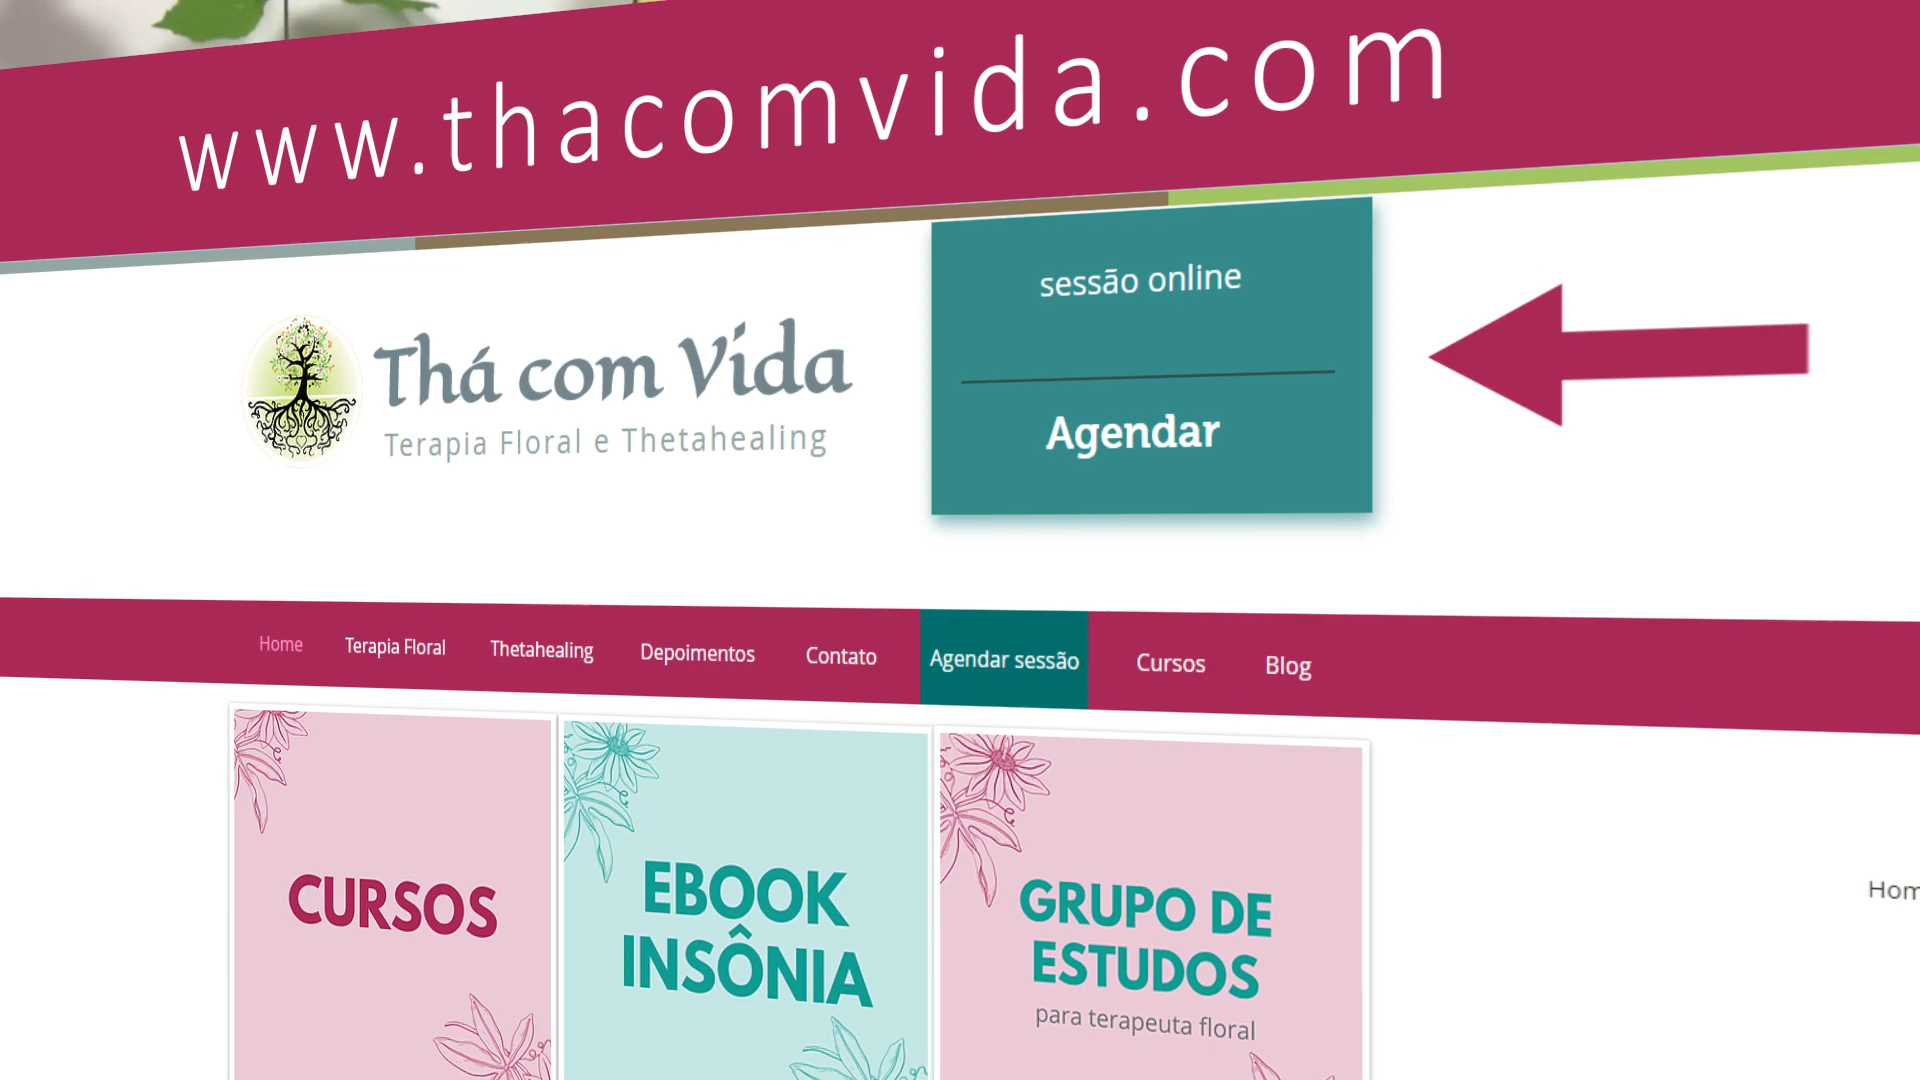 www.thacomvida.com
sessão online
Thá com Vida
Terapia Floral e Thetahealing
Agendar
Home Terapia Floral Thetahealing Depoimentos Contato Agendar sessão Cursos Blog
CURSOS
EBOOK
INSÔNIA
GRUPO DE
ESTUDOS
para terapeuta floral
Hom